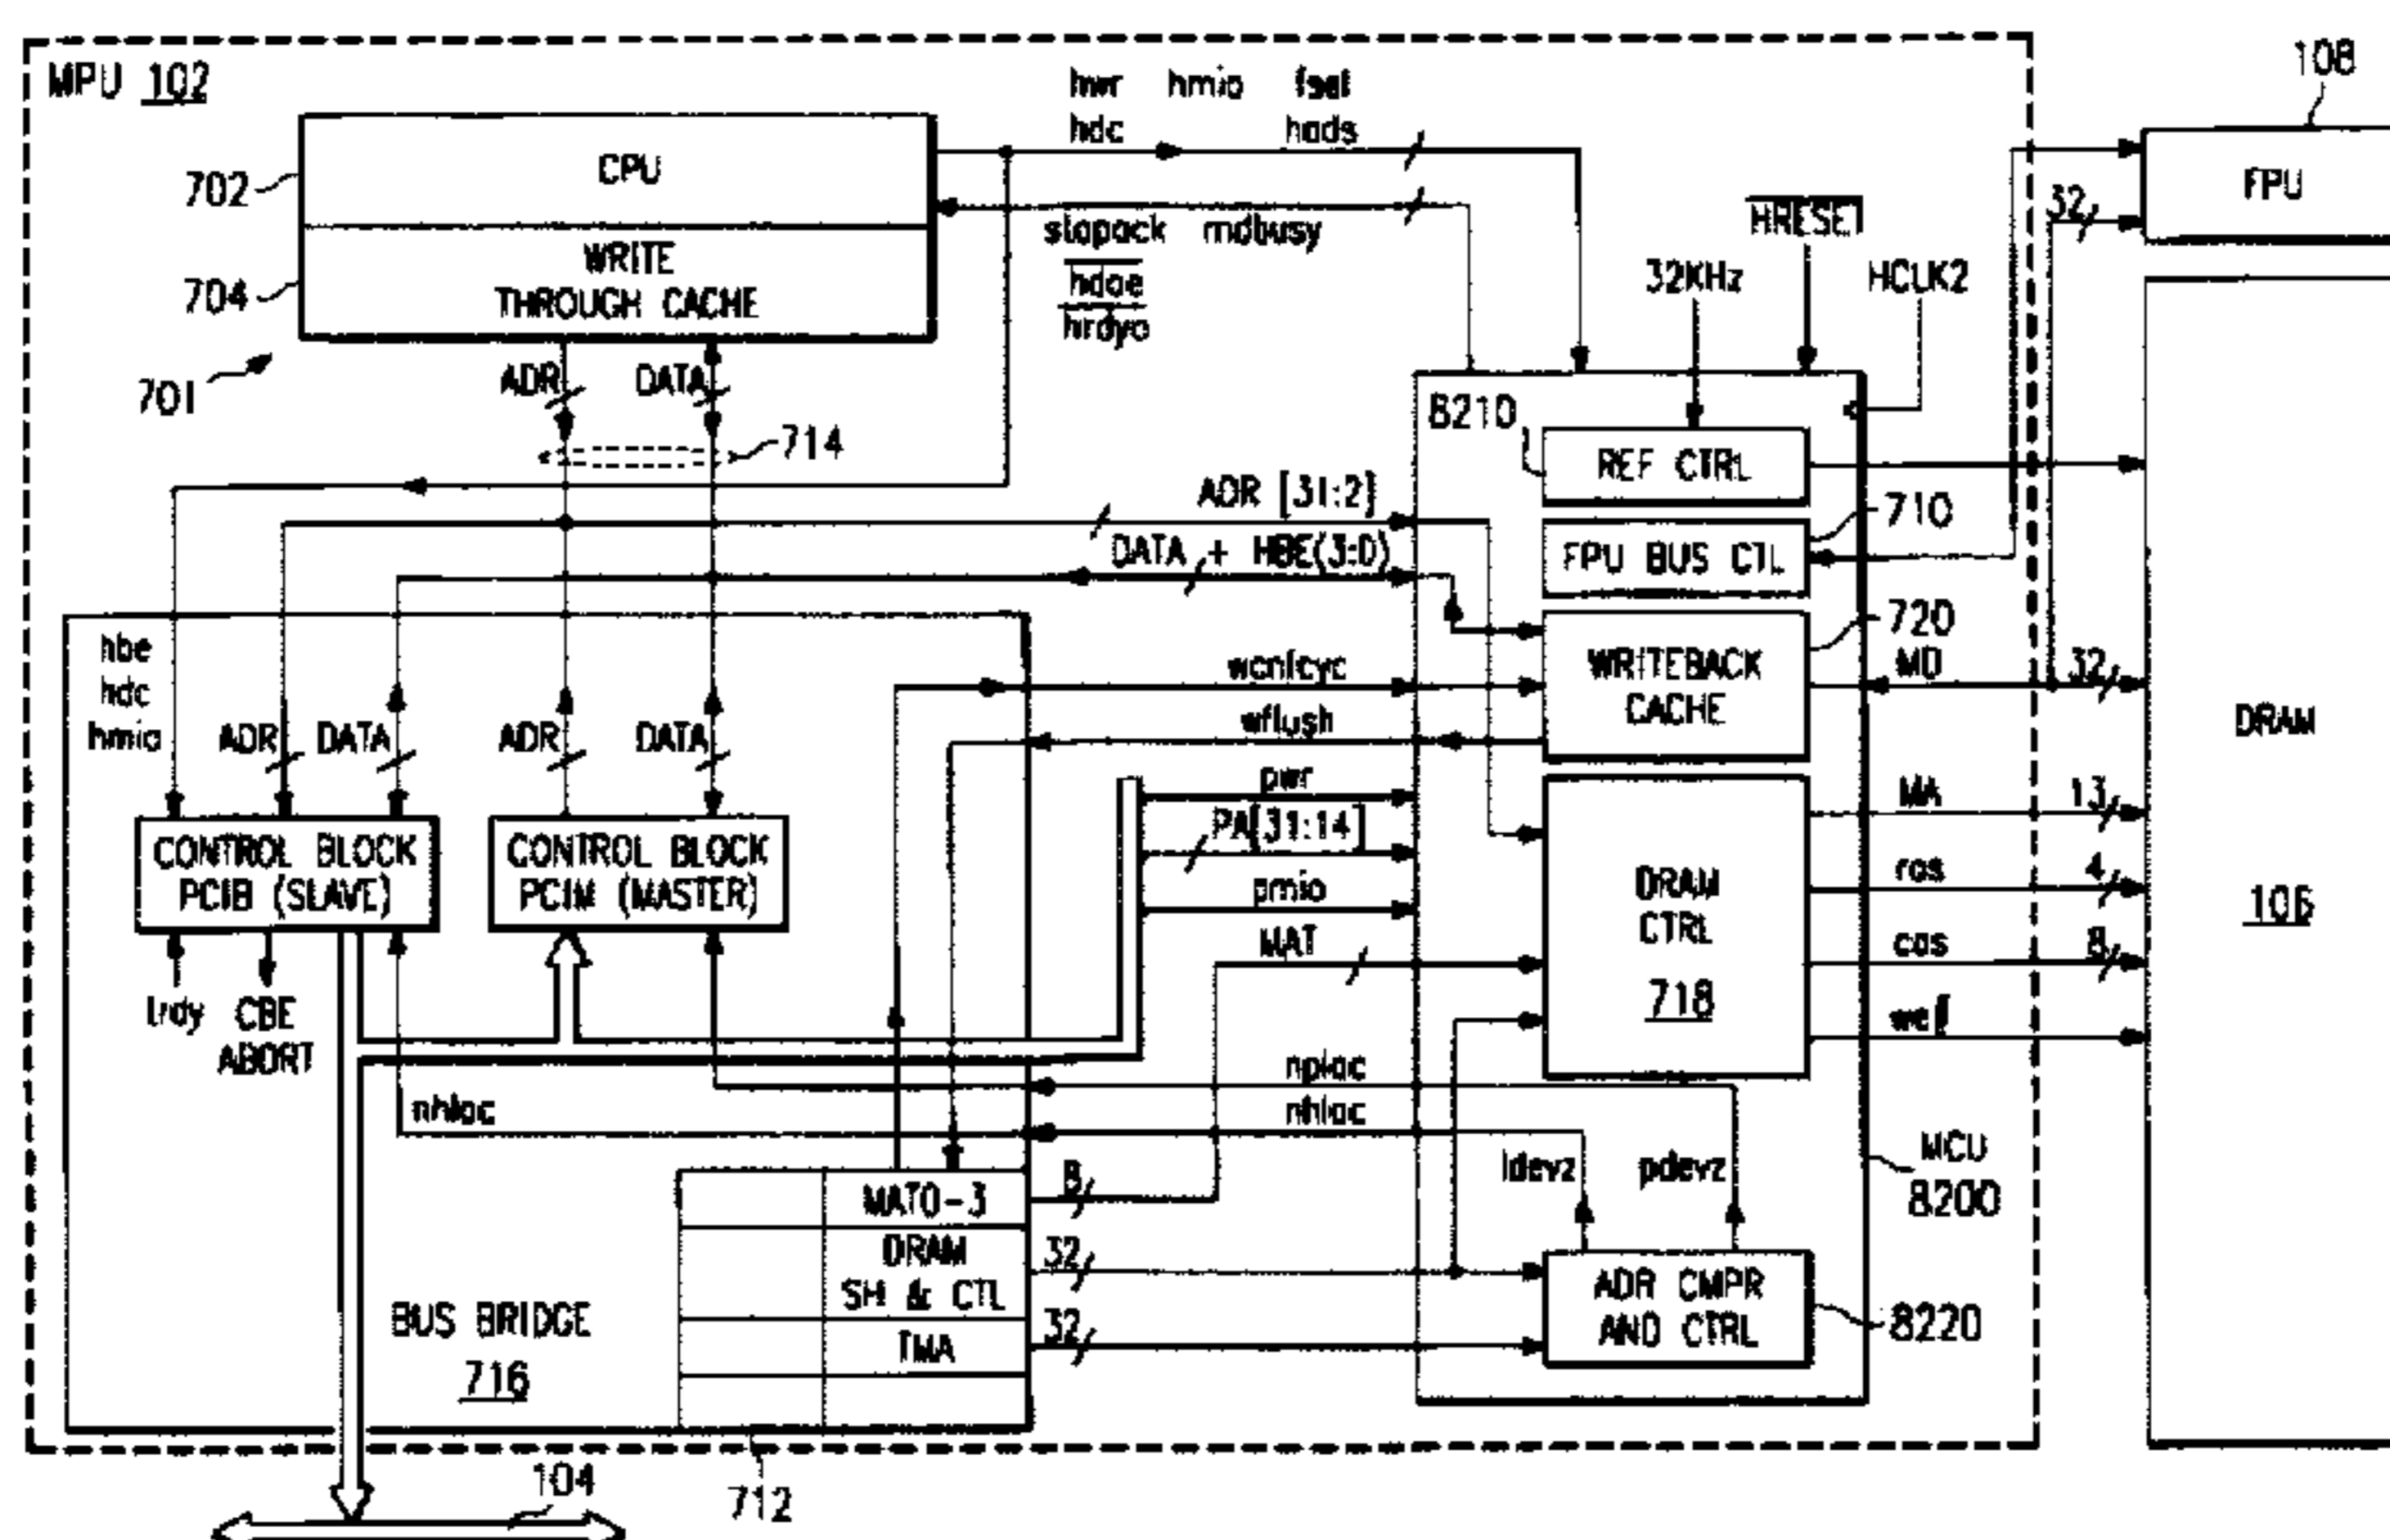 MPU 102
hwr hmio fsel
hdc hads
108
CPU
FPU
702
32
stopack mdbusy
HRESET
WRITE
THROUGH CACHE
hdoe
hrdyo
32KHz
HCLK2
704
ADR DATA
701
8210
714
REF CTRL
ADR [31:2]
710
DATA + HBE(3:0)
FPU BUS CTL
720
hbe
hdc
hmio
ADR DATA ADR DATA
wcnfcyc
WRITEBACK
CACHE
MD
32
wflush
DRAM
pwr
MA
13
PA[31:14]
CONTROL BLOCK
PCIB (SLAVE)
CONTROL BLOCK
PCIM (MASTER)
DRAM
CTRL
718
ras
4
pmio
106
MAT
cas
8
trdy CBE
ABORT
we#
nploc
nhloc
nhloc
ldevz pdevz
MCU
8200
8
MAT0-3
DRAM
SH & CTL
32
ADR CMPR
AND CTRL
8220
BUS BRIDGE
716
TMA
32
104
712